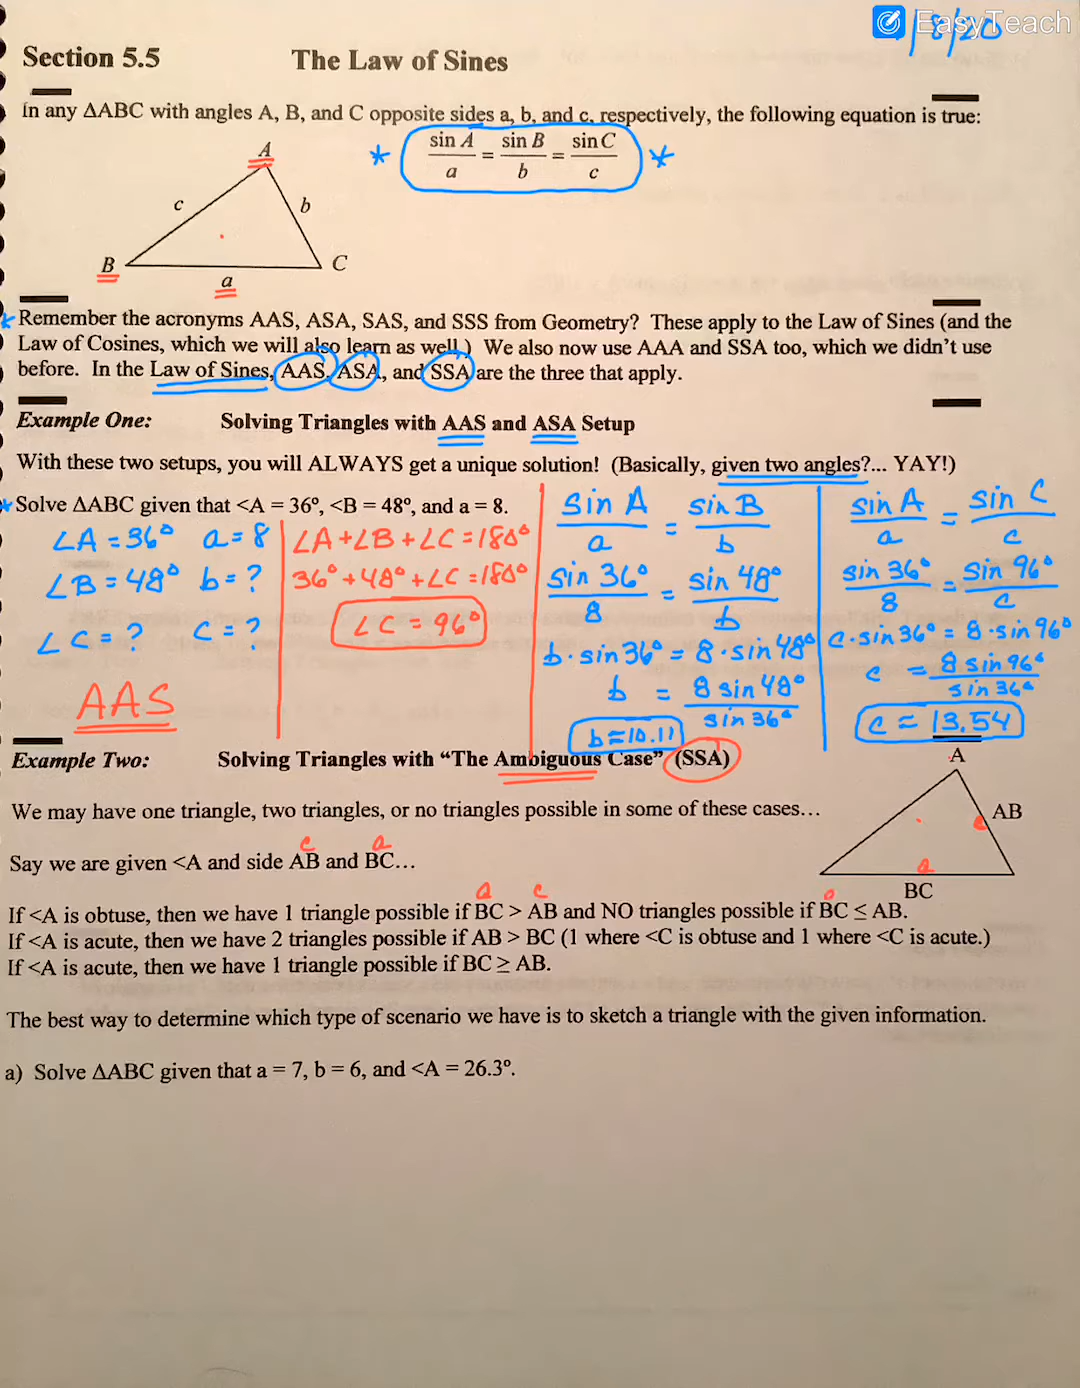 EasyTeach
1/8/20
Section 5.5 The Law of Sines
In any ΔABC with angles A, B, and C opposite sides a, b, and c, respectively, the following equation is true:
* sin A / a = sin B / b = sin C / c *
A
c b
B C
a
* Remember the acronyms AAS, ASA, SAS, and SSS from Geometry? These apply to the Law of Sines (and the
Law of Cosines, which we will also learn as well.) We also now use AAA and SSA too, which we didn't use
before. In the Law of Sines, AAS, ASA, and SSA are the three that apply.
Example One: Solving Triangles with AAS and ASA Setup
With these two setups, you will ALWAYS get a unique solution! (Basically, given two angles?... YAY!)
* Solve ΔABC given that <A = 36°, <B = 48°, and a = 8.
∠A = 36° a = 8
∠B = 48° b = ?
∠C = ? c = ?
AAS
∠A + ∠B + ∠C = 180°
36° + 48° + ∠C = 180°
∠C = 96°
sin A / a = sin B / b
sin 36° / 8 = sin 48° / b
b · sin 36° = 8 · sin 48°
b = 8 sin 48° / sin 36°
b ≈ 10.11
sin A / a = sin C / c
sin 36° / 8 = sin 96° / c
c · sin 36° = 8 · sin 96°
c = 8 sin 96° / sin 36°
c ≈ 13.54
Example Two: Solving Triangles with “The Ambiguous Case” (SSA)
A
AB
c
a
BC
We may have one triangle, two triangles, or no triangles possible in some of these cases…
c a
Say we are given <A and side AB and BC…
a c a
If <A is obtuse, then we have 1 triangle possible if BC > AB and NO triangles possible if BC ≤ AB.
If <A is acute, then we have 2 triangles possible if AB > BC (1 where <C is obtuse and 1 where <C is acute.)
If <A is acute, then we have 1 triangle possible if BC ≥ AB.
The best way to determine which type of scenario we have is to sketch a triangle with the given information.
a) Solve ΔABC given that a = 7, b = 6, and <A = 26.3°.